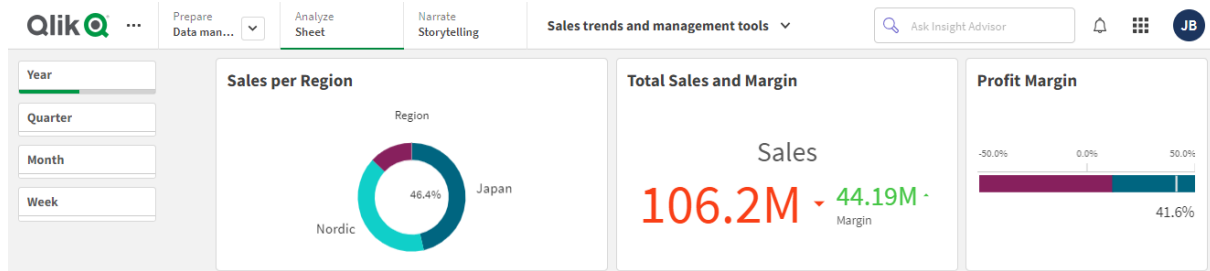 Qlik
Prepare
Data man...
Analyze
Sheet
Narrate
Storytelling
Sales trends and management tools
Ask Insight Advisor
JB
Year
Quarter
Month
Week
Sales per Region
Region
46.4%
Japan
Nordic
Total Sales and Margin
Sales
106.2M
44.19M
Margin
Profit Margin
-50.0% 0.0% 50.0%
41.6%